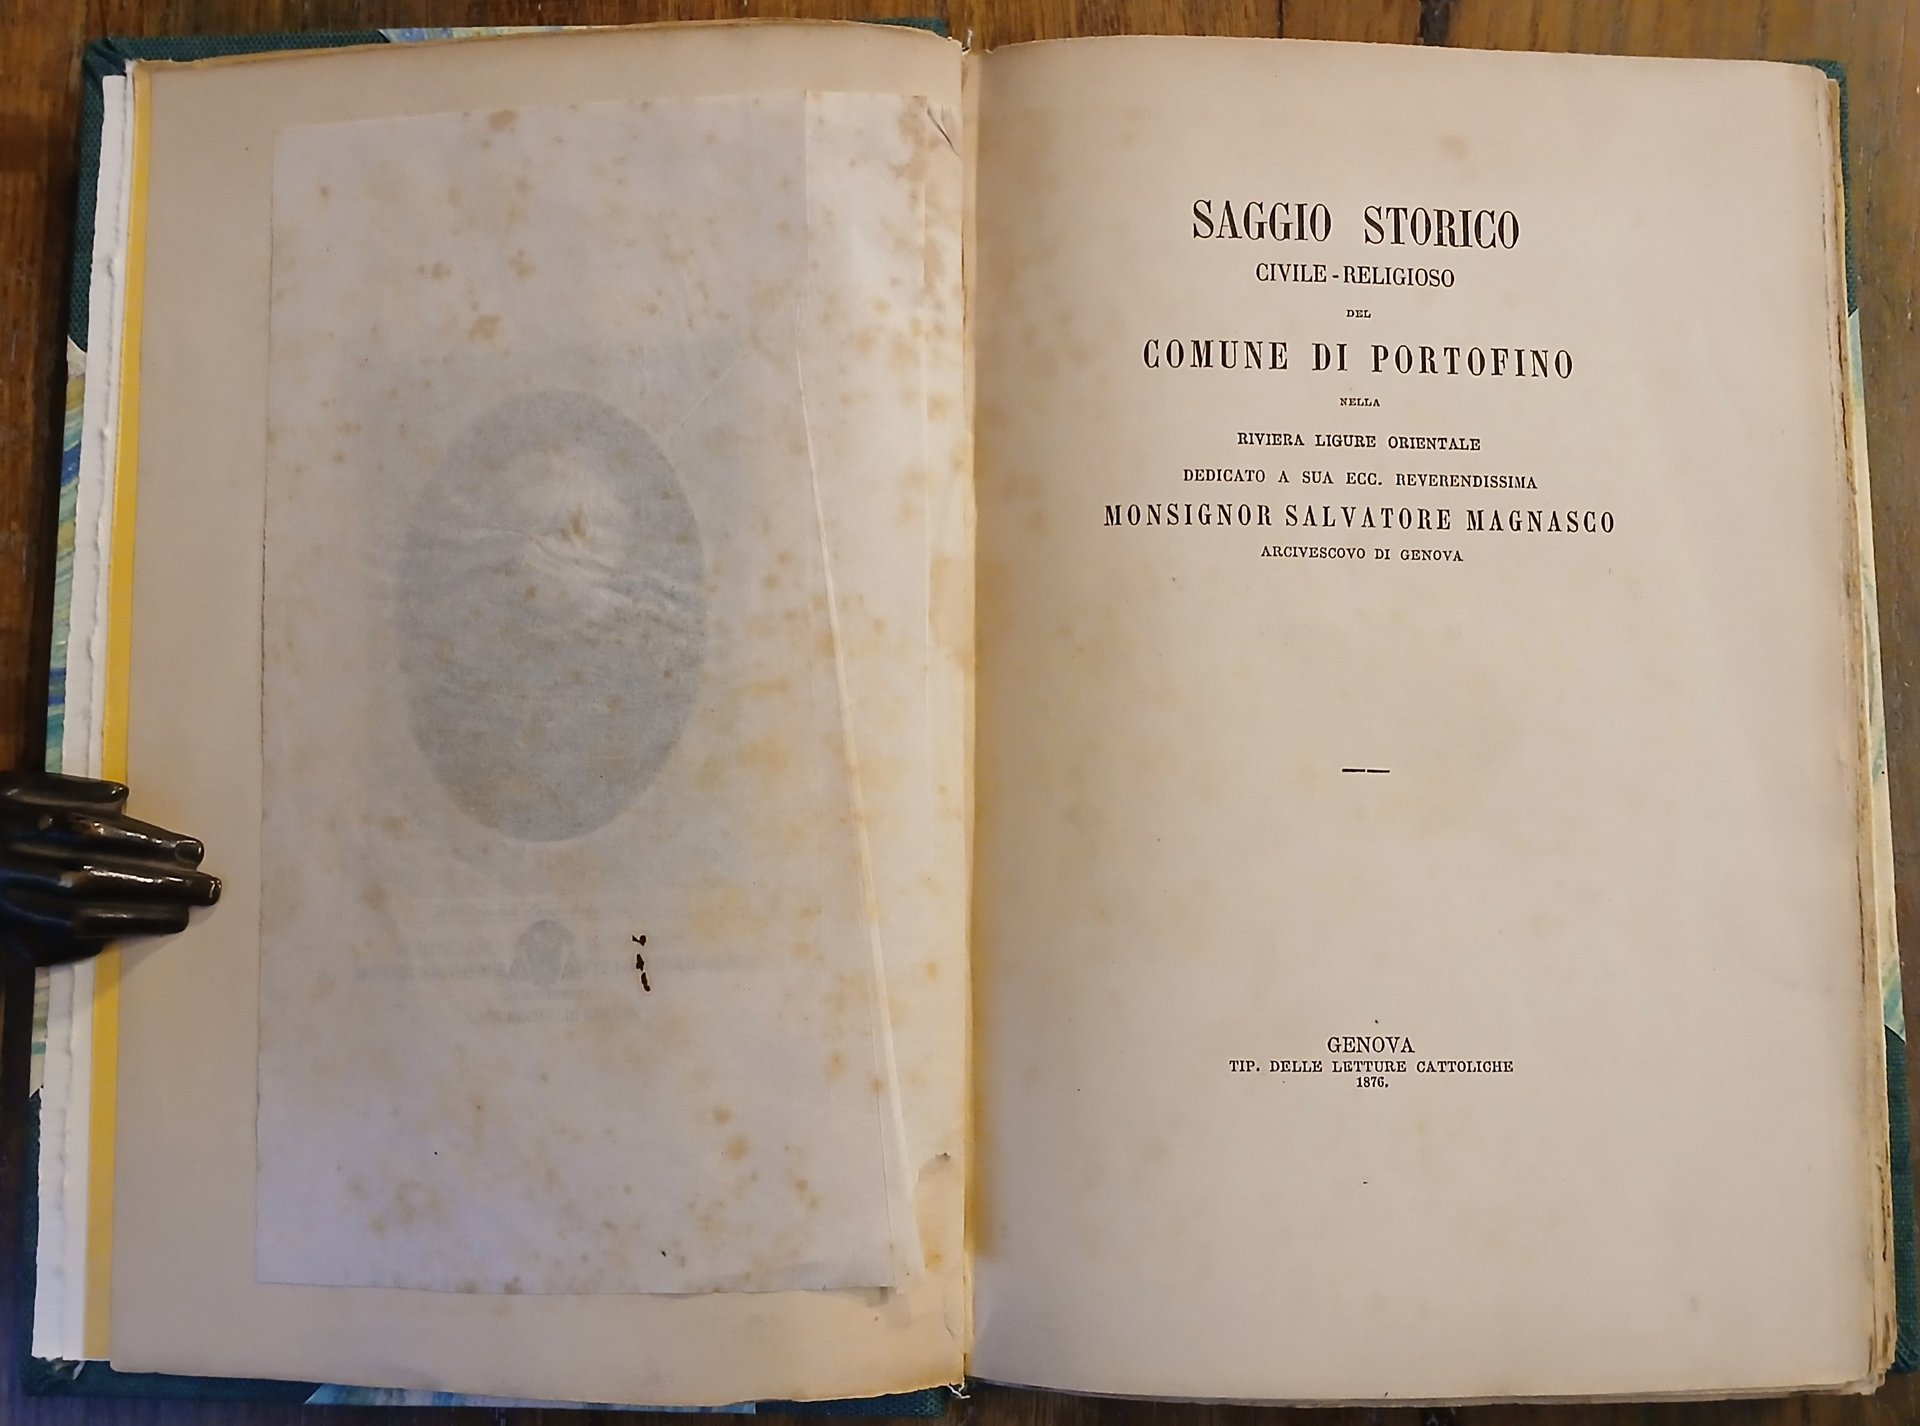 SAGGIO STORICO
CIVILE-RELIGIOSO
DEL
COMUNE DI PORTOFINO
NELLA
RIVIERA LIGURE ORIENTALE
DEDICATO A SUA ECC. REVERENDISSIMA
MONSIGNOR SALVATORE MAGNASCO
ARCIVESCOVO DI GENOVA
GENOVA
TIP. DELLE LETTURE CATTOLICHE
1876.